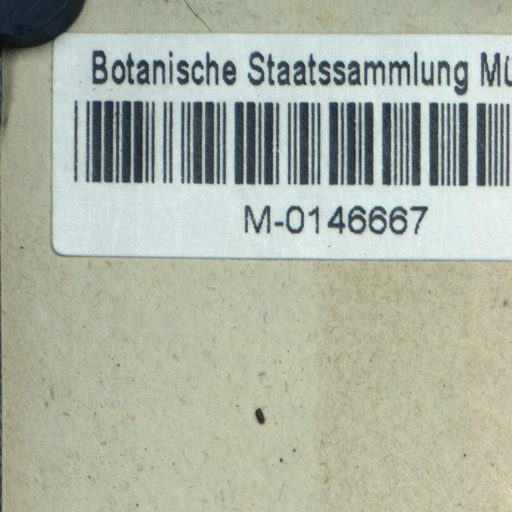 Botanische Staatssammlung Mü
M-0146667